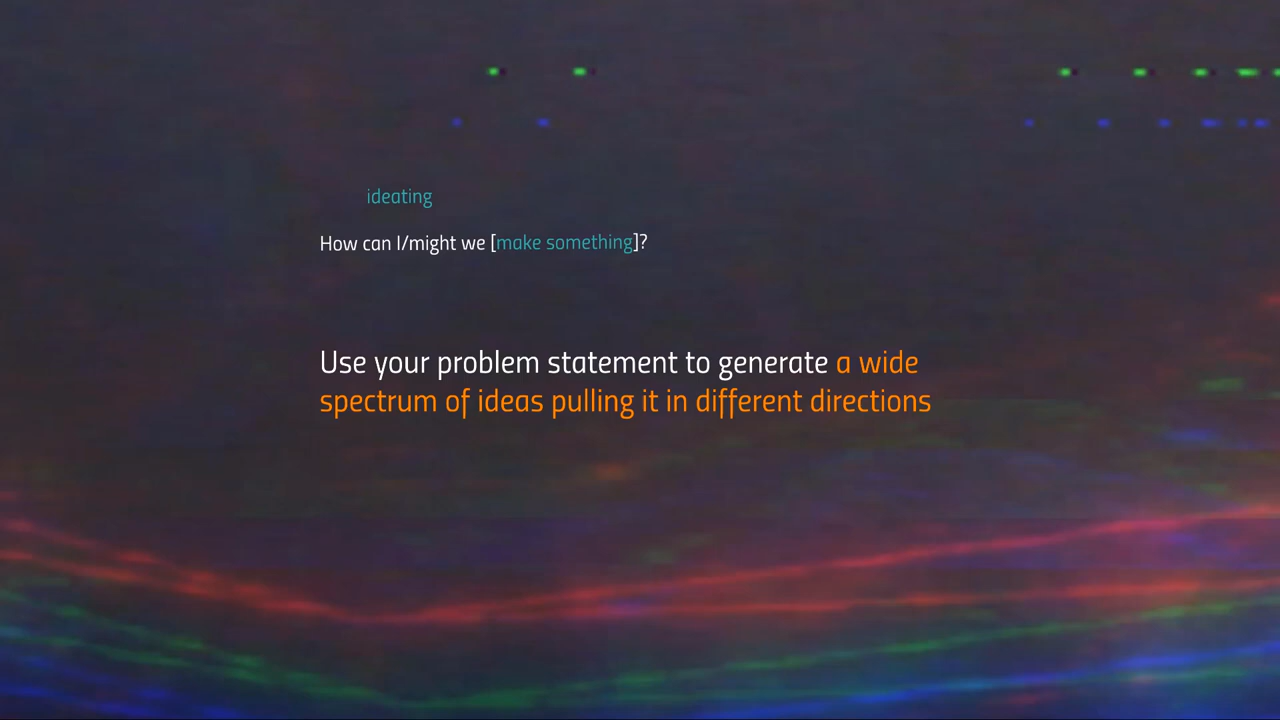 ideating
How can I/might we [make something]?
Use your problem statement to generate a wide
spectrum of ideas pulling it in different directions